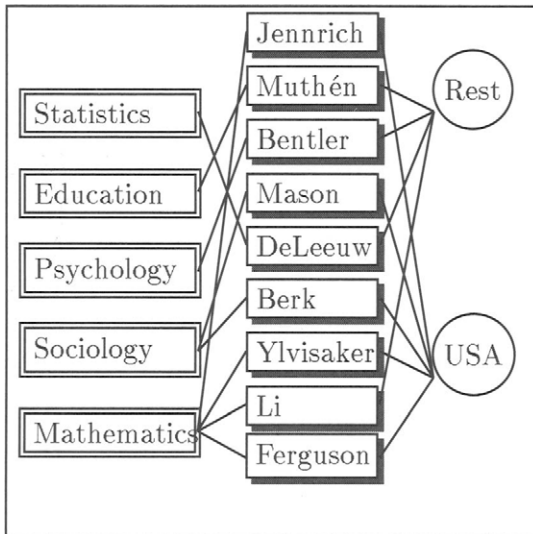 Statistics
Education
Psychology
Sociology
Mathematics
Jennrich
Muthén
Bentler
Mason
DeLeeuw
Berk
Ylvisaker
Li
Ferguson
Rest
USA